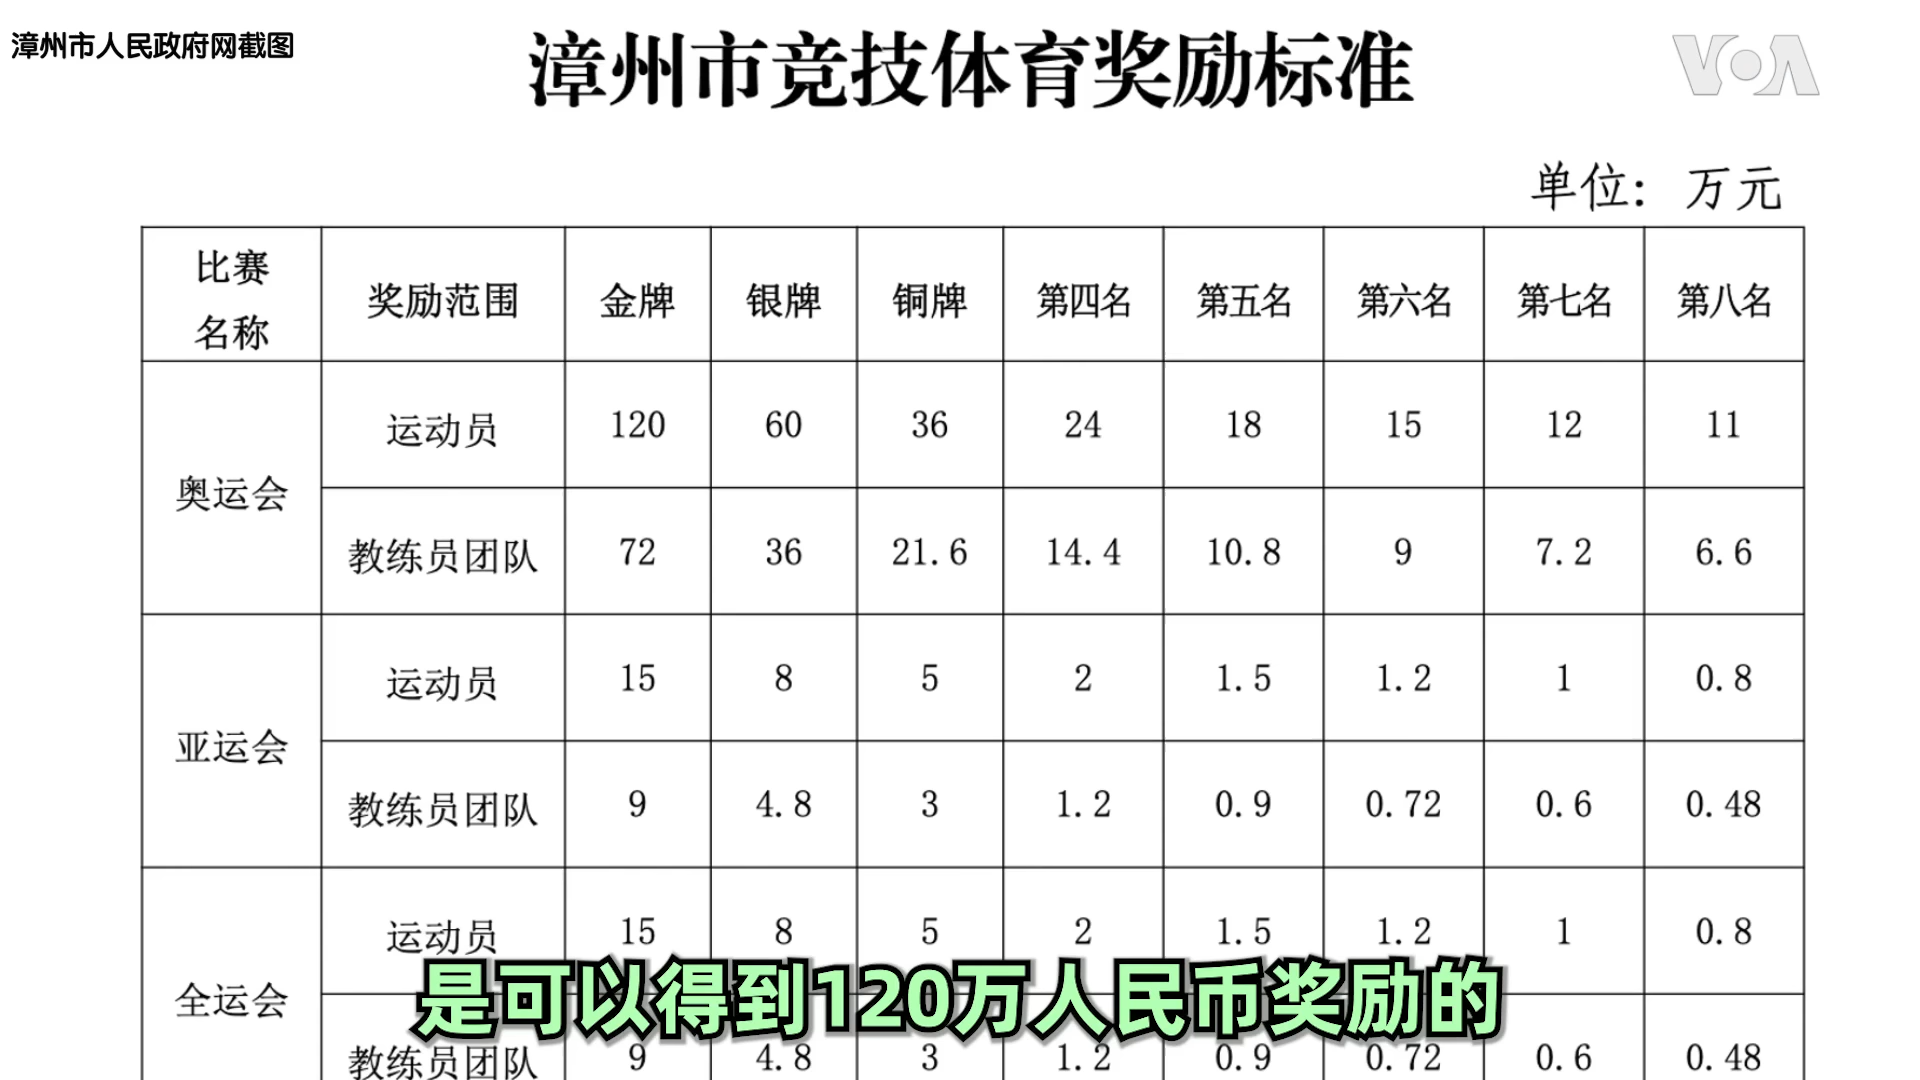 漳州市人民政府网截图
漳州市竞技体育奖励标准
VOA
单位：万元
比赛名称 奖励范围 金牌 银牌 铜牌 第四名 第五名 第六名 第七名 第八名
奥运会 运动员 120 60 36 24 18 15 12 11
教练员团队 72 36 21.6 14.4 10.8 9 7.2 6.6
亚运会 运动员 15 8 5 2 1.5 1.2 1 0.8
教练员团队 9 4.8 3 1.2 0.9 0.72 0.6 0.48
全运会 运动员 15 8 5 2 1.5 1.2 1 0.8
是可以得到120万人民币奖励的
教练员团队 9 4.8 3 1.2 0.9 0.72 0.6 0.48